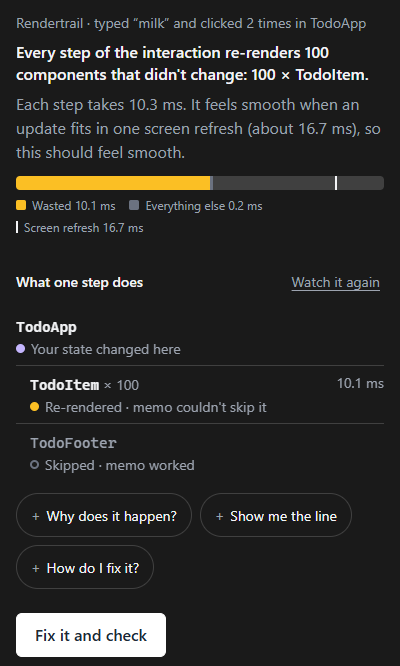 Rendertrail · typed “milk” and clicked 2 times in TodoApp
Every step of the interaction re-renders 100
components that didn't change: 100 × TodoItem.
Each step takes 10.3 ms. It feels smooth when an
update fits in one screen refresh (about 16.7 ms), so
this should feel smooth.
Wasted 10.1 ms Everything else 0.2 ms
Screen refresh 16.7 ms
What one step does Watch it again
TodoApp
Your state changed here
TodoItem × 100 10.1 ms
Re-rendered · memo couldn't skip it
TodoFooter
Skipped · memo worked
+ Why does it happen? + Show me the line
+ How do I fix it?
Fix it and check